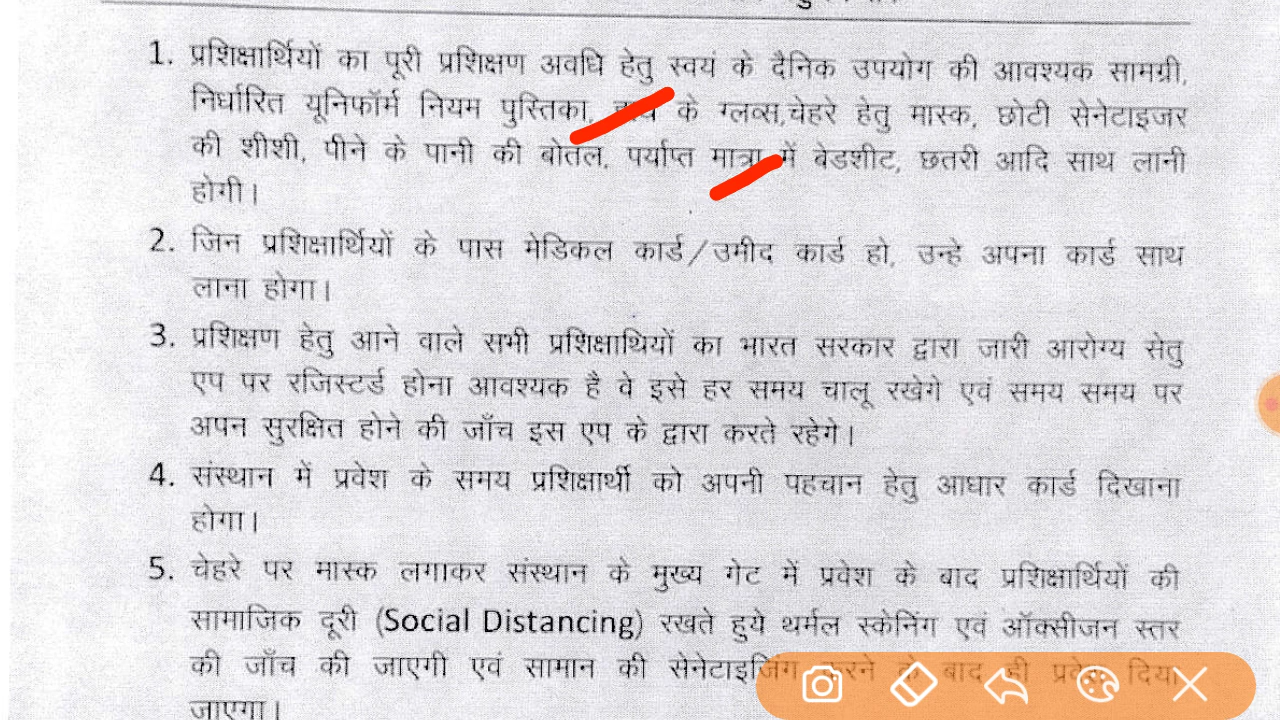 1. प्रशिक्षार्थियों का पूरी प्रशिक्षण अवधि हेतु स्वयं के दैनिक उपयोग की आवश्यक सामग्री,
निर्धारित यूनिफॉर्म नियम पुस्तिका, के ग्लव्स,चेहरे हेतु मास्क, छोटी सेनेटाइजर
की शीशी, पीने के पानी की बोतल, पर्याप्त मात्रा में बेडशीट, छतरी आदि साथ लानी
होगी।
2. जिन प्रशिक्षार्थियों के पास मेडिकल कार्ड/उमीद कार्ड हो, उन्हे अपना कार्ड साथ
लाना होगा।
3. प्रशिक्षण हेतु आने वाले सभी प्रशिक्षाथियों का भारत सरकार द्वारा जारी आरोग्य सेतु
एप पर रजिस्टर्ड होना आवश्यक है वे इसे हर समय चालू रखेगे एवं समय समय पर
अपन सुरक्षित होने की जाँच इस एप के द्वारा करते रहेगे।
4. संस्थान में प्रवेश के समय प्रशिक्षार्थी को अपनी पहचान हेतु आधार कार्ड दिखाना
होगा।
5. चेहरे पर मास्क लगाकर संस्थान के मुख्य गेट में प्रवेश के बाद प्रशिक्षार्थियों की
सामाजिक दूरी (Social Distancing) रखते हुये थर्मल स्केनिंग एवं ऑक्सीजन स्तर
की जाँच की जाएगी एवं सामान की सेनेटाइजिंग करने के बाद ही प्रवेश दिया
जाएगा।